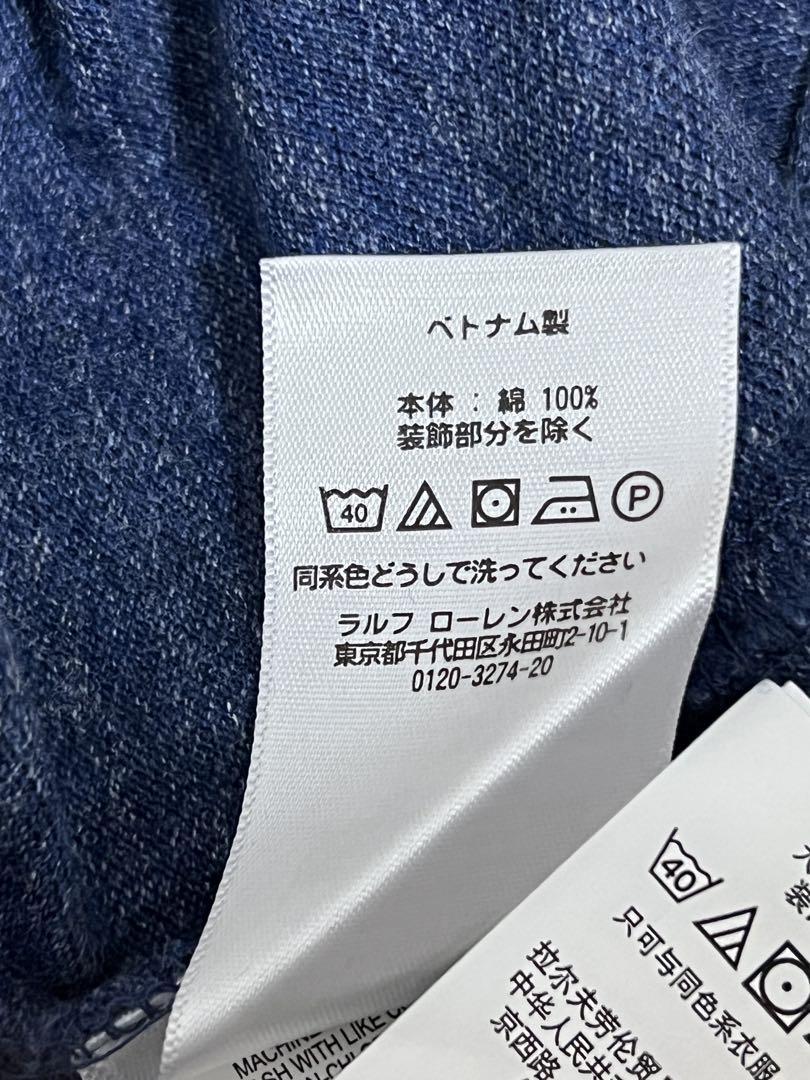 ベトナム製
本体 : 綿 100%
装飾部分を除く
40
P
同系色どうしで洗ってください
ラルフ ローレン株式会社
東京都千代田区永田町2-10-1
0120-3274-20
40
只可与同色系衣服
拉尔夫劳伦贸
中华人民共
京西路
MACHINE
WITH LIKE